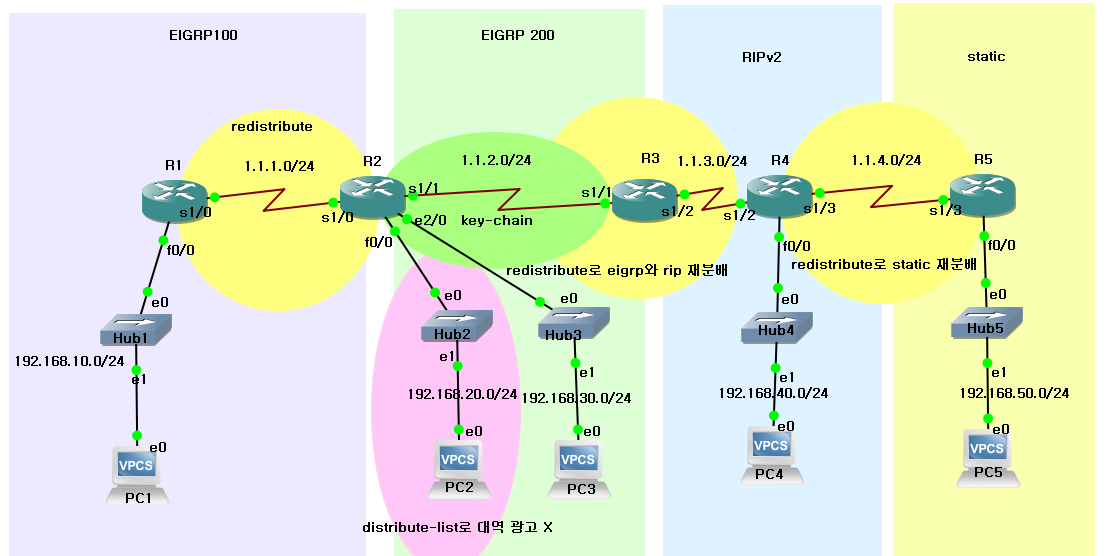 EIGRP100
EIGRP 200
RIPv2
static
redistribute
R1
1.1.1.0/24
R2
1.1.2.0/24
R3
1.1.3.0/24
R4
1.1.4.0/24
R5
s1/0
s1/0
s1/1
s1/1
s1/2
s1/2
s1/3
s1/3
e2/0
key-chain
f0/0
f0/0
f0/0
f0/0
redistribute로 eigrp와 rip 재분배
redistribute로 static 재분배
e0
e0
e0
e0
e0
Hub1
Hub2
Hub3
Hub4
Hub5
192.168.10.0/24
e1
e1
e1
e1
e1
192.168.20.0/24
192.168.30.0/24
192.168.40.0/24
192.168.50.0/24
e0
e0
e0
e0
e0
VPCS
VPCS
VPCS
VPCS
VPCS
PC1
PC2
PC3
PC4
PC5
distribute-list로 대역 광고 X